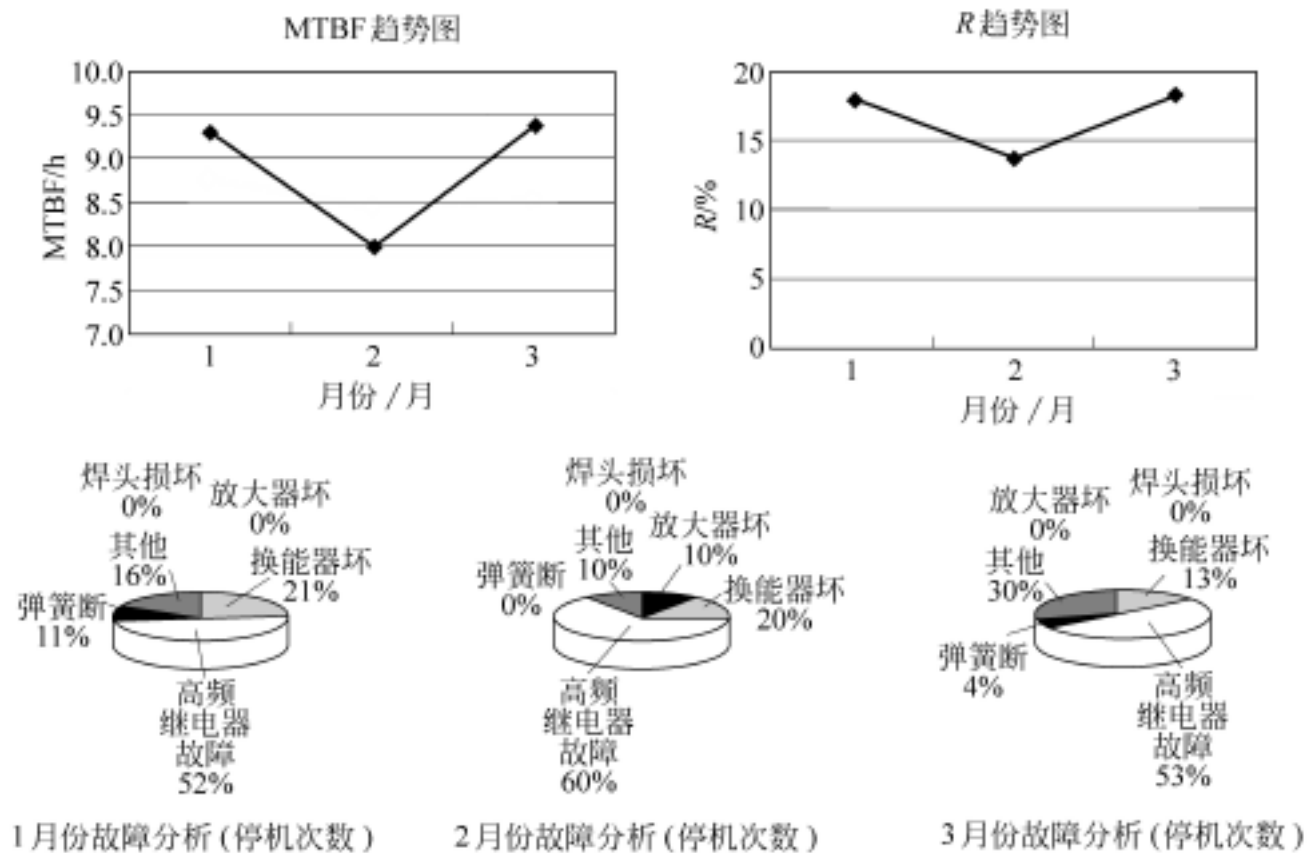 MTBF趋势图
10.0
9.5
9.0
8.5
8.0
7.5
7.0
MTBF/h
1
2
3
月份/月
R趋势图
20
15
10
5
0
R/%
1
2
3
月份/月
焊头损坏
0%
放大器坏
0%
其他
16%
换能器坏
21%
弹簧断
11%
高频
继电器
故障
52%
1月份故障分析(停机次数)
焊头损坏
0%
放大器坏
10%
其他
10%
弹簧断
0%
换能器坏
20%
高频
继电器
故障
60%
2月份故障分析(停机次数)
放大器坏
0%
焊头损坏
0%
其他
30%
换能器坏
13%
弹簧断
4%
高频
继电器
故障
53%
3月份故障分析(停机次数)